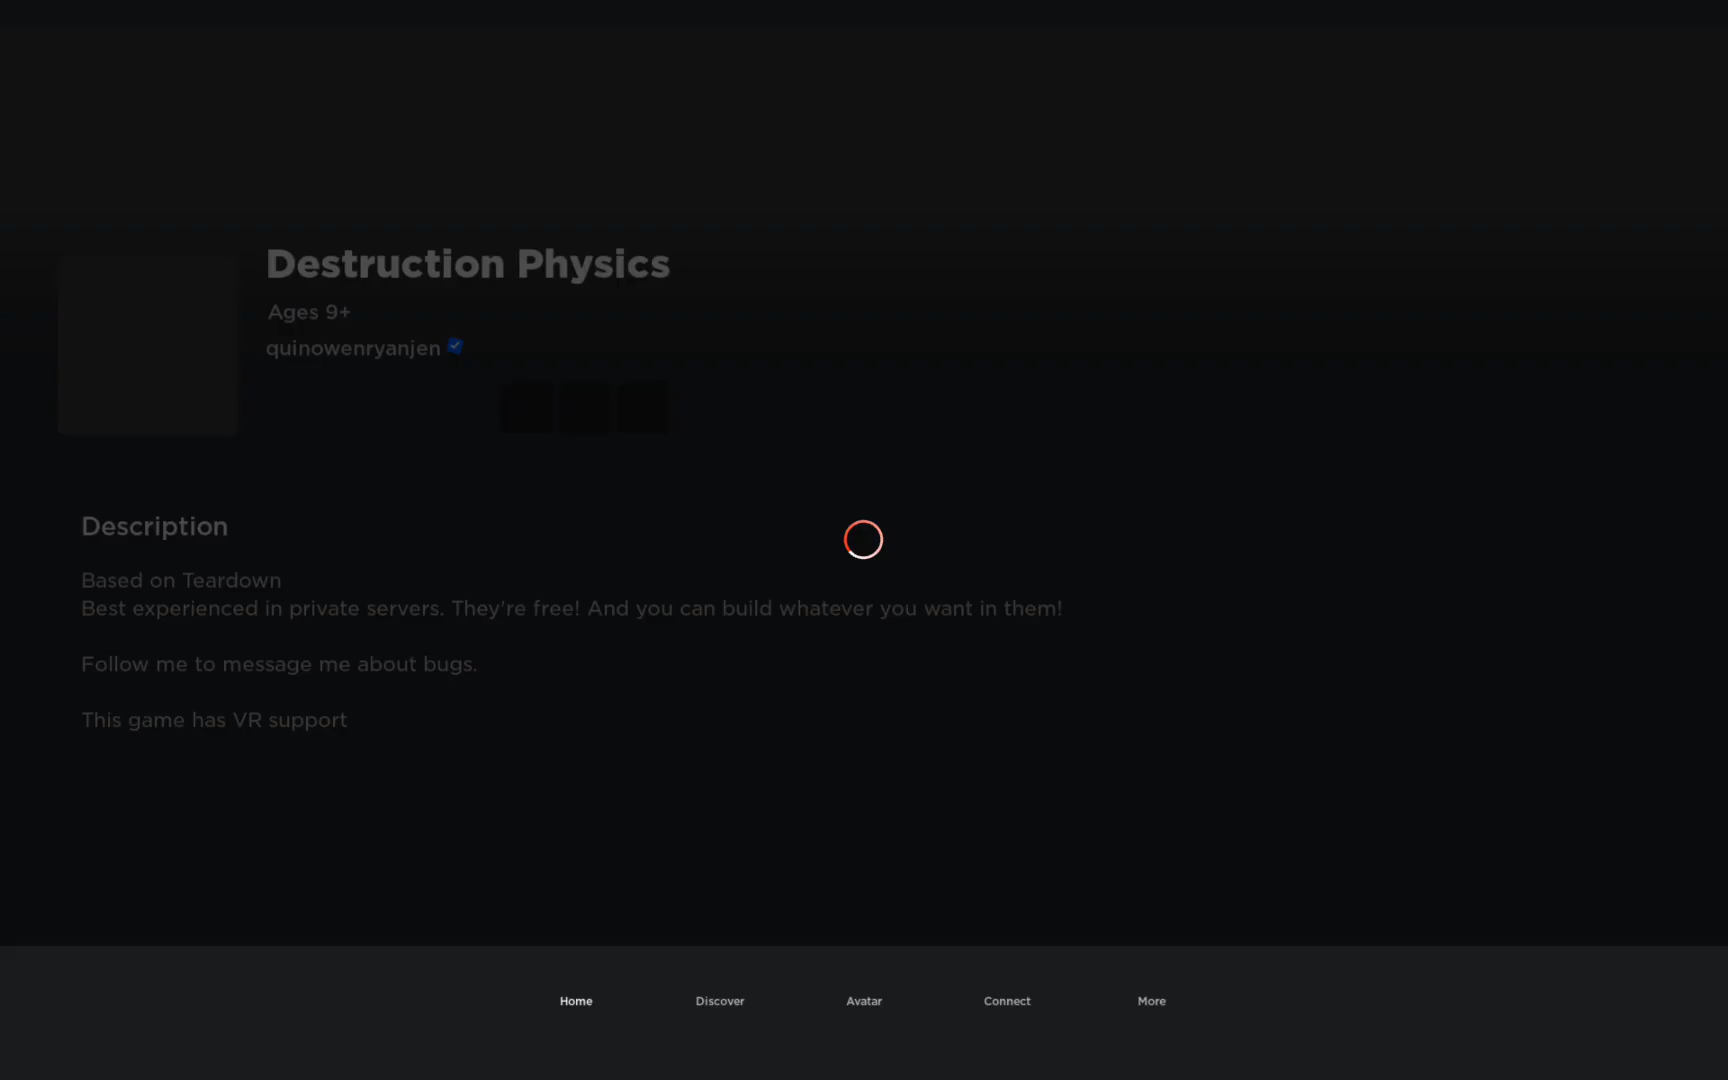 Destruction Physics
Ages 9+
quinowenryanjen
Description
Based on Teardown
Best experienced in private servers. They're free! And you can build whatever you want in them!
Follow me to message me about bugs.
This game has VR support
Home
Discover
Avatar
Connect
More